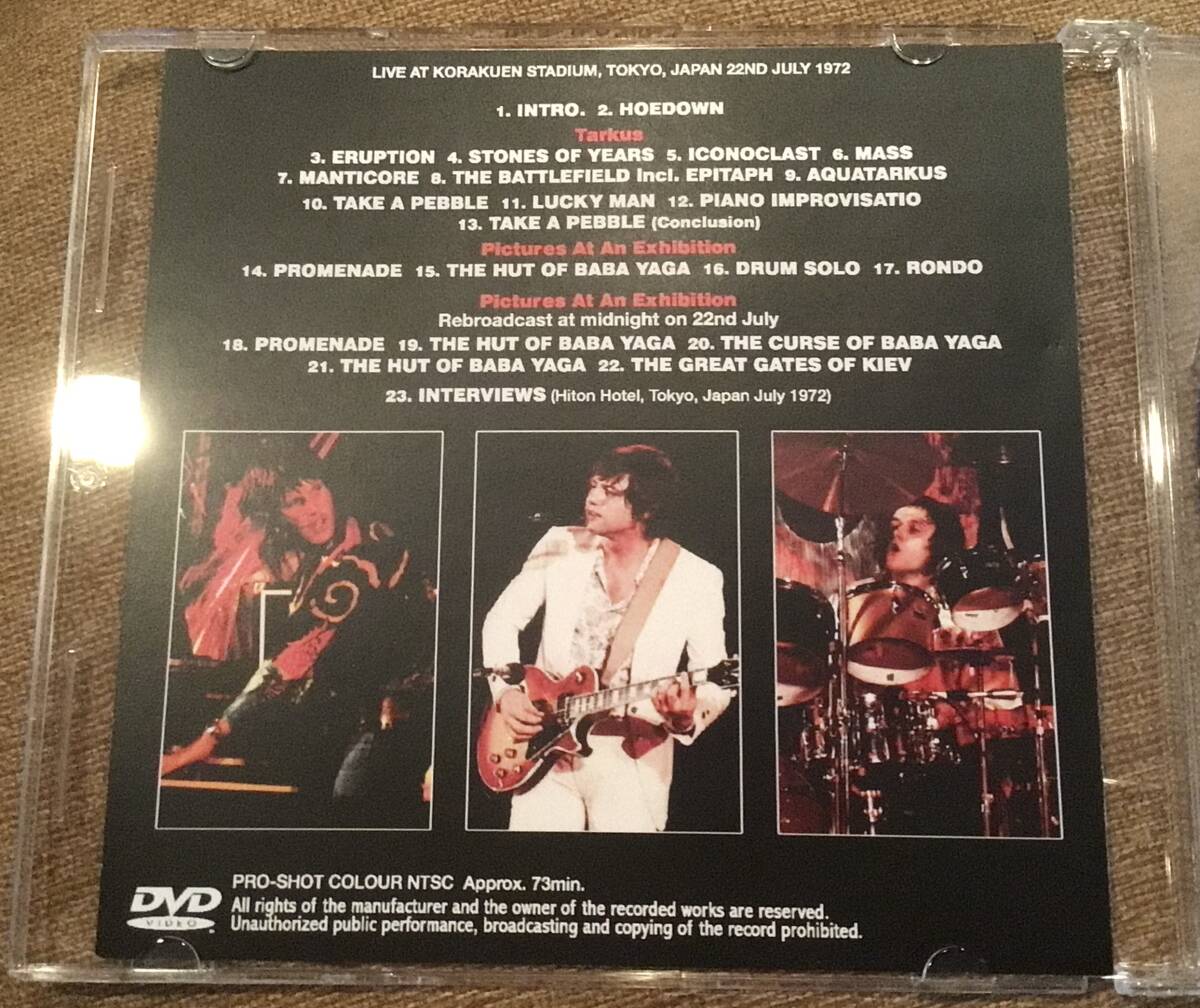 LIVE AT KORAKUEN STADIUM, TOKYO, JAPAN 22ND JULY 1972
1. INTRO. 2. HOEDOWN
Tarkus
3. ERUPTION 4. STONES OF YEARS 5. ICONOCLAST 6. MASS
7. MANTICORE 8. THE BATTLEFIELD incl. EPITAPH 9. AQUATARKUS
10. TAKE A PEBBLE 11. LUCKY MAN 12. PIANO IMPROVISATIO
13. TAKE A PEBBLE (Conclusion)
Pictures At An Exhibition
14. PROMENADE 15. THE HUT OF BABA YAGA 16. DRUM SOLO 17. RONDO
Pictures At An Exhibition
Rebroadcast at midnight on 22nd July
18. PROMENADE 19. THE HUT OF BABA YAGA 20. THE CURSE OF BABA YAGA
21. THE HUT OF BABA YAGA 22. THE GREAT GATES OF KIEV
23. INTERVIEWS (Hiton Hotel, Tokyo, Japan July 1972)
DVD
VIDEO
PRO-SHOT COLOUR NTSC Approx. 73min.
All rights of the manufacturer and the owner of the recorded works are reserved.
Unauthorized public performance, broadcasting and copying of the record prohibited.